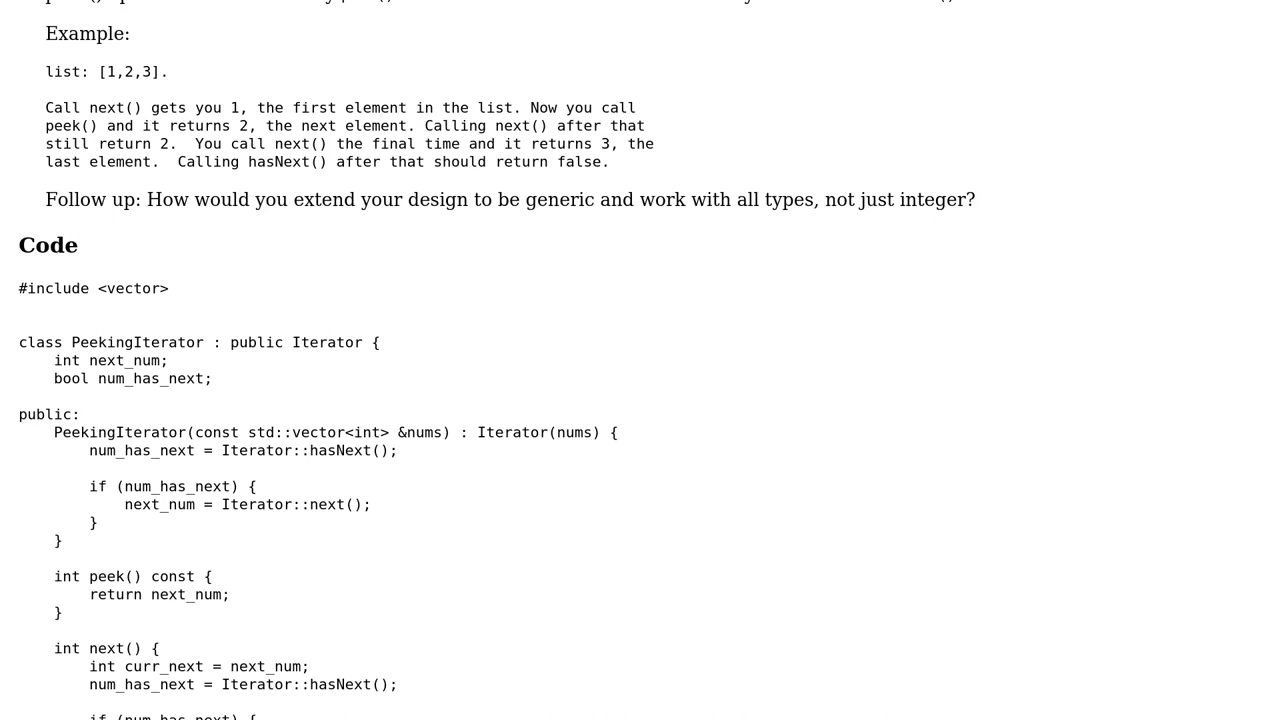 Example:
list: [1,2,3].
Call next() gets you 1, the first element in the list. Now you call
peek() and it returns 2, the next element. Calling next() after that
still return 2.  You call next() the final time and it returns 3, the
last element.  Calling hasNext() after that should return false.
Follow up: How would you extend your design to be generic and work with all types, not just integer?
Code
#include <vector>
class PeekingIterator : public Iterator {
    int next_num;
    bool num_has_next;
public:
    PeekingIterator(const std::vector<int> &nums) : Iterator(nums) {
        num_has_next = Iterator::hasNext();
        if (num_has_next) {
            next_num = Iterator::next();
        }
    }
    int peek() const {
        return next_num;
    }
    int next() {
        int curr_next = next_num;
        num_has_next = Iterator::hasNext();
        if (num_has_next) {